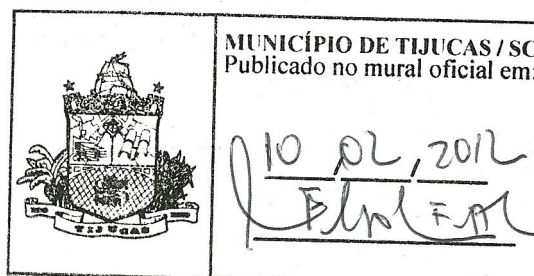 MUNICÍPIO DE TIJUCAS / SC
Publicado no mural oficial em:
10, 02, 2012
TIJUCAS